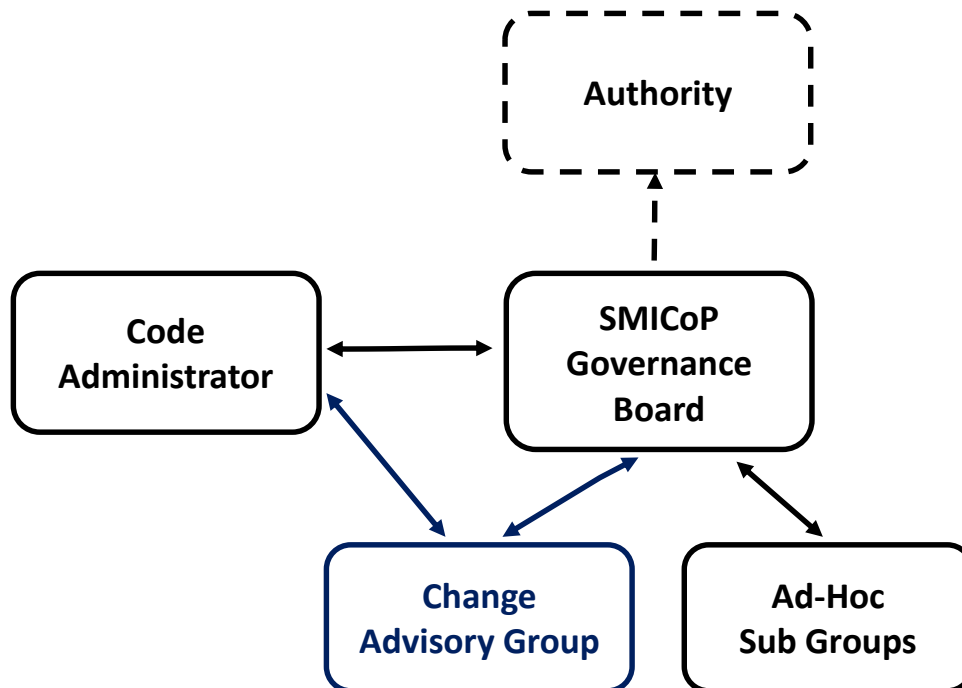 Authority
Code
Administrator
SMICoP
Governance
Board
Change
Advisory Group
Ad-Hoc
Sub Groups